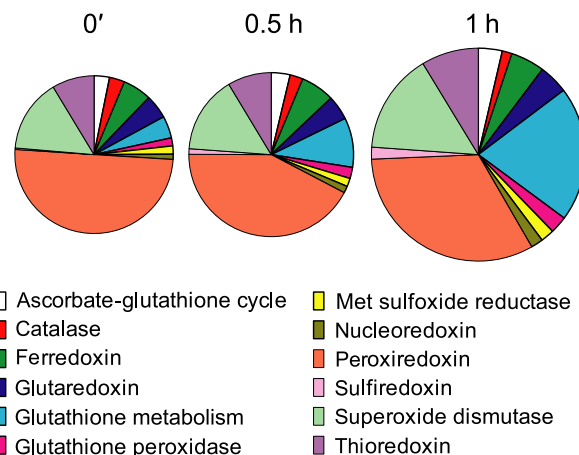 0′ 0.5 h 1 h
Ascorbate-glutathione cycle
Catalase
Ferredoxin
Glutaredoxin
Glutathione metabolism
Glutathione peroxidase
Met sulfoxide reductase
Nucleoredoxin
Peroxiredoxin
Sulfiredoxin
Superoxide dismutase
Thioredoxin